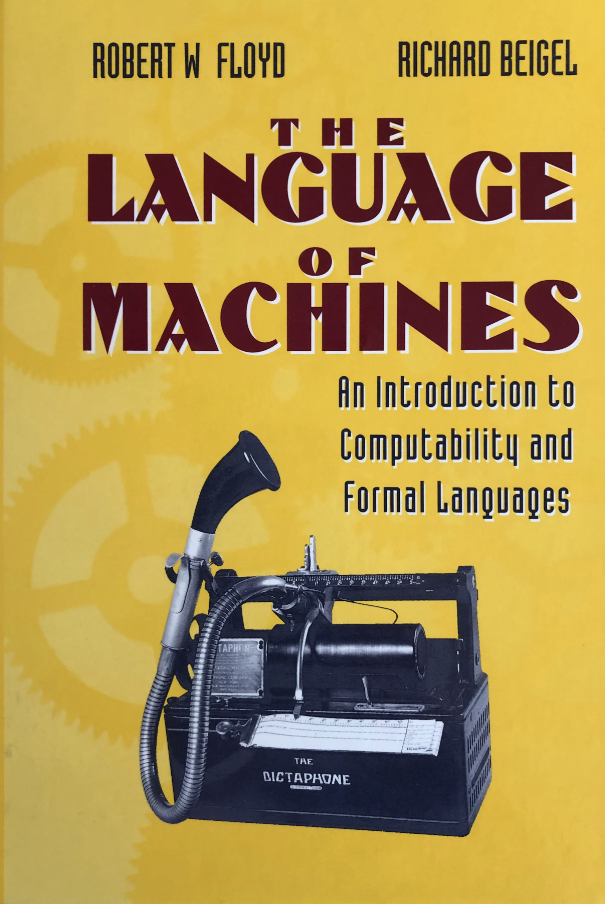 ROBERT W FLOYD
RICHARD BEIGEL
THE
LANGUAGE
OF
MACHINES
An Introduction to
Computability and
Formal Languages
THE
DICTAPHONE